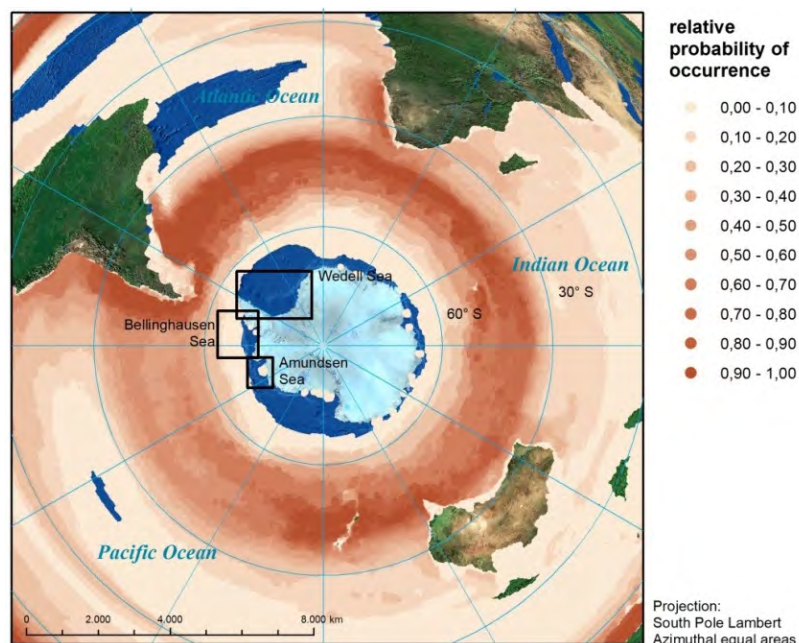 Atlantic Ocean
Wedell Sea
Indian Ocean
30° S
60° S
Bellinghausen
Sea
Amundsen
Sea
Pacific Ocean
0 2.000 4.000 8.000 km
relative
probability of
occurrence
0,00 - 0,10
0,10 - 0,20
0,20 - 0,30
0,30 - 0,40
0,40 - 0,50
0,50 - 0,60
0,60 - 0,70
0,70 - 0,80
0,80 - 0,90
0,90 - 1,00
Projection:
South Pole Lambert
Azimuthal equal areas